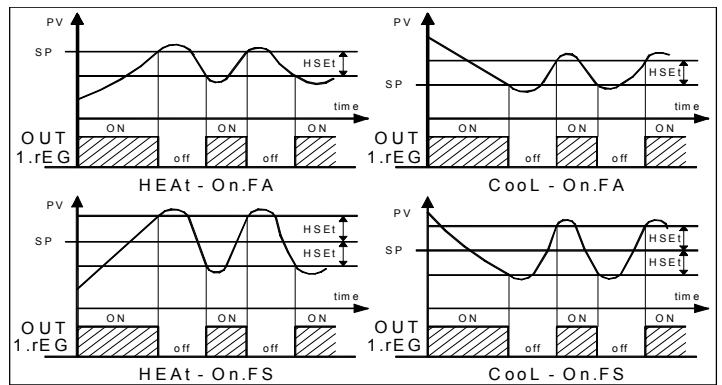 PV
SP
HSEt
time
ON ON ON
OUT
1.rEG
off off
HEAt - On.FA
PV
SP
HSEt
time
ON ON ON
OUT
1.rEG
off off
CooL - On.FA
PV
HSEt
SP
HSEt
time
ON ON ON
OUT
1.rEG
off off
HEAt - On.FS
PV
HSEt
SP
HSEt
time
ON ON ON
OUT
1.rEG
off off
CooL - On.FS